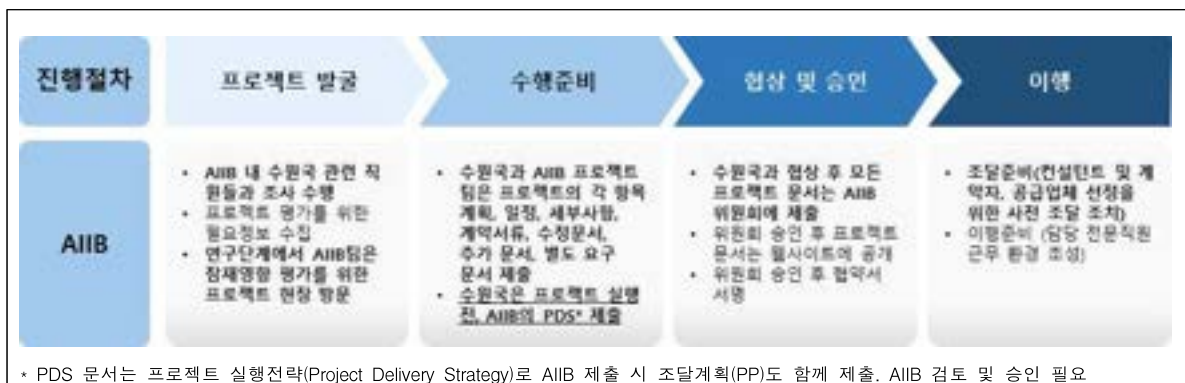 진행절차
프로젝트 발굴
수행준비
협상 및 승인
이행
AIIB
• AIIB 내 수원국 관련 직
원들과 조사 수행
• 프로젝트 평가를 위한
필요정보 수집
• 연구단계에서 AIIB팀은
잠재영향 평가를 위한
프로젝트 현장 방문
• 수원국과 AIIB 프로젝트
팀은 프로젝트의 각 항목
계획, 일정, 세부사항,
계약서류, 수정문서,
추가 문서, 별도 요구
문서 제출
• 수원국은 프로젝트 실행
전, AIIB의 PDS* 제출
• 수원국과 협상 후 모든
프로젝트 문서는 AIIB
위원회에 제출
• 위원회 승인 후 프로젝트
문서는 웹사이트에 공개
• 위원회 승인 후 협약서
서명
• 조달준비(컨설턴트 및 계
약자, 공급업체 선정을
위한 사전 조달 조치)
• 이행준비 (담당 전문직원
근무 환경 조성)
* PDS 문서는 프로젝트 실행전략(Project Delivery Strategy)로 AIIB 제출 시 조달계획(PP)도 함께 제출. AIIB 검토 및 승인 필요